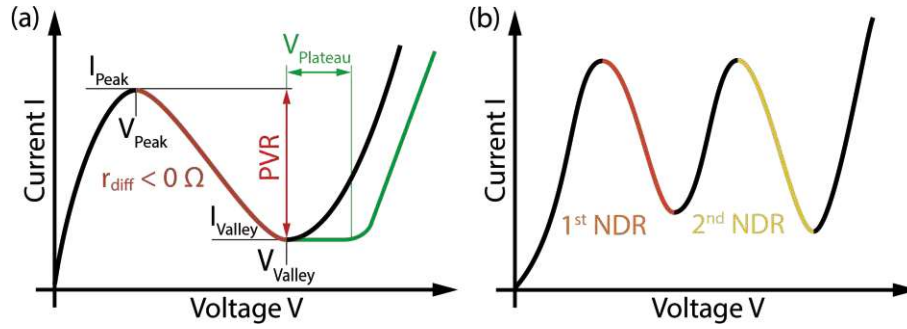 (a)
Current I
I_Peak
V_Peak
r_diff < 0 Ω
V_Plateau
PVR
I_Valley
V_Valley
Voltage V
(b)
Current I
1st NDR
2nd NDR
Voltage V